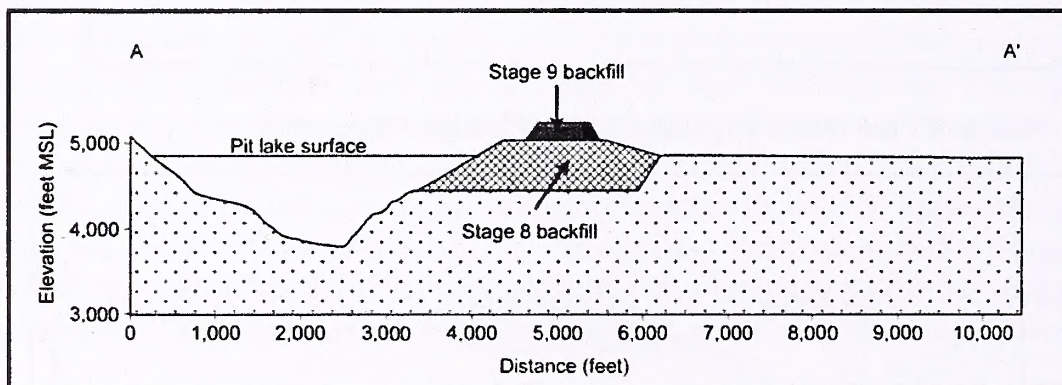 A A'
Stage 9 backfill
Pit lake surface
Stage 8 backfill
Elevation (feet MSL)
5,000
4,000
3,000
0 1,000 2,000 3,000 4,000 5,000 6,000 7,000 8,000 9,000 10,000
Distance (feet)